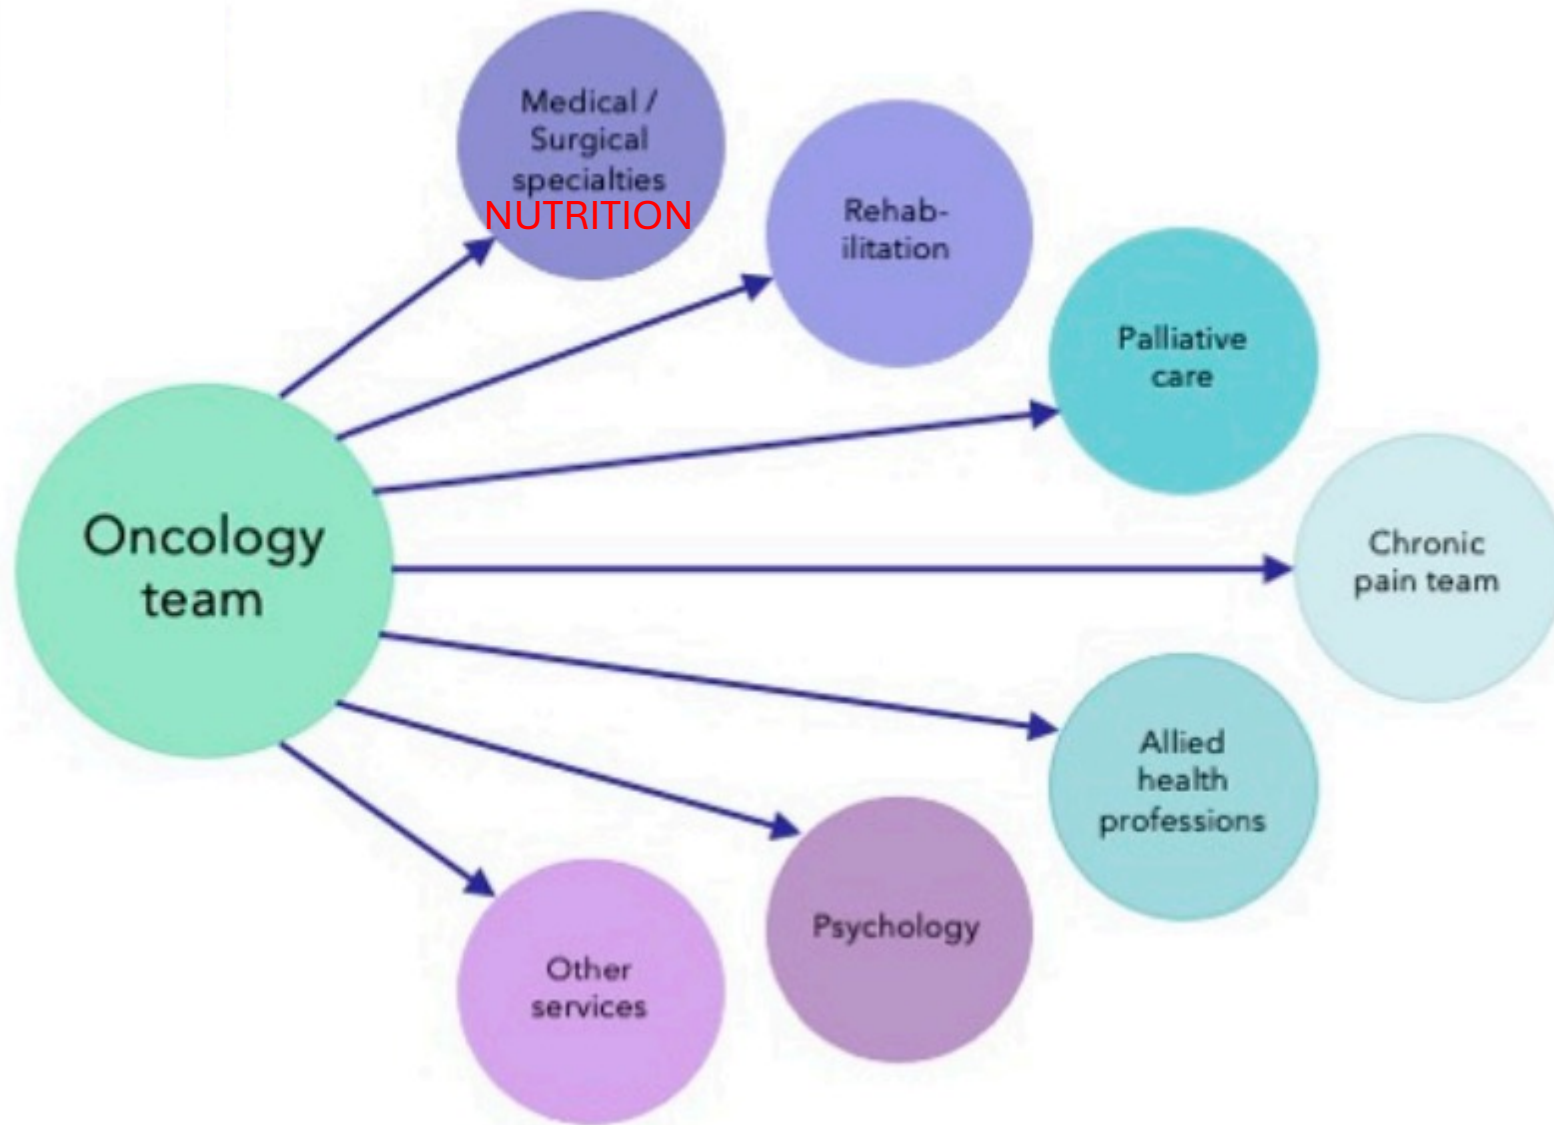 Medical /
Surgical
specialties
NUTRITION
Rehab-
ilitation
Palliative
care
Oncology
team
Chronic
pain team
Allied
health
professions
Psychology
Other
services